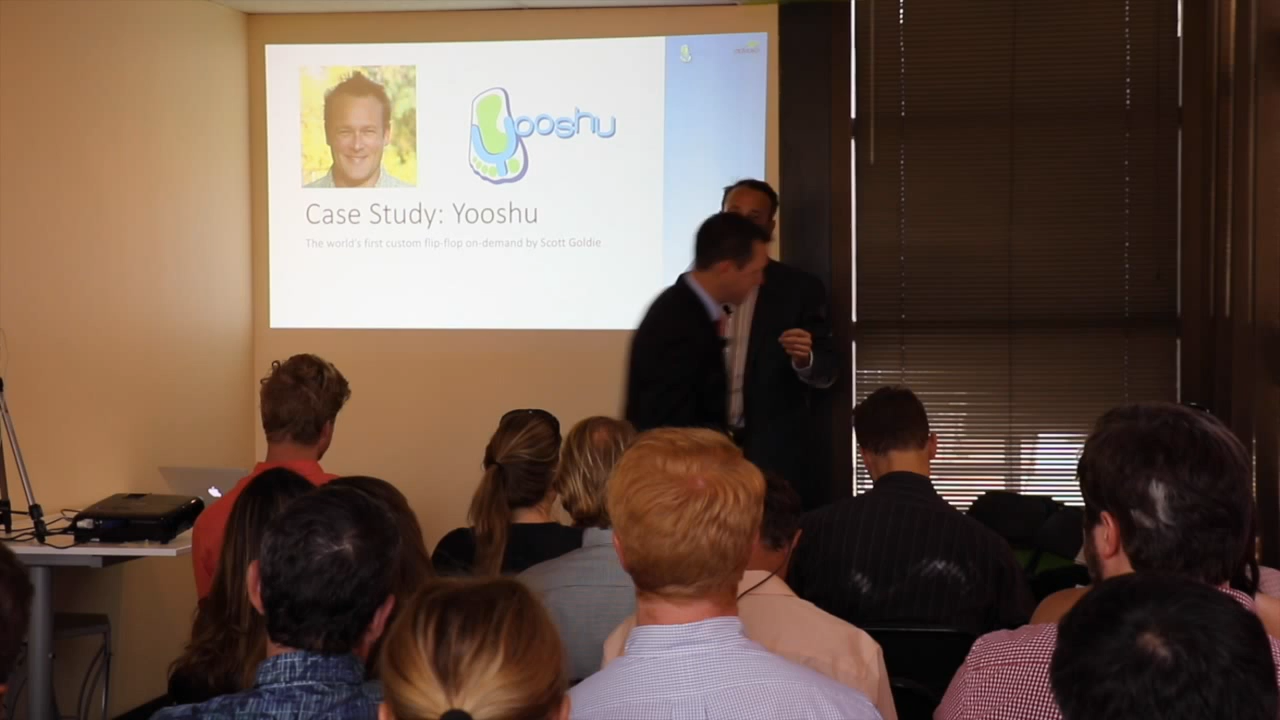 Yooshu
Case Study: Yooshu
The world's first custom flip-flop on-demand by Scott Goldie